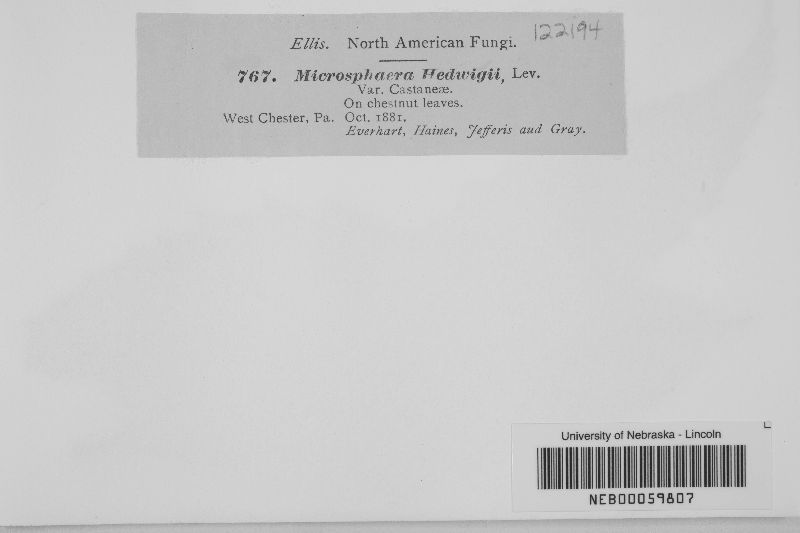 Ellis. North American Fungi. 122194
767. Microsphaera Hedwigii, Lev.
Var. Castaneæ.
On chestnut leaves.
West Chester, Pa. Oct. 1881.
Everhart, Haines, Jefferis and Gray.
University of Nebraska - Lincoln
NEB00059807